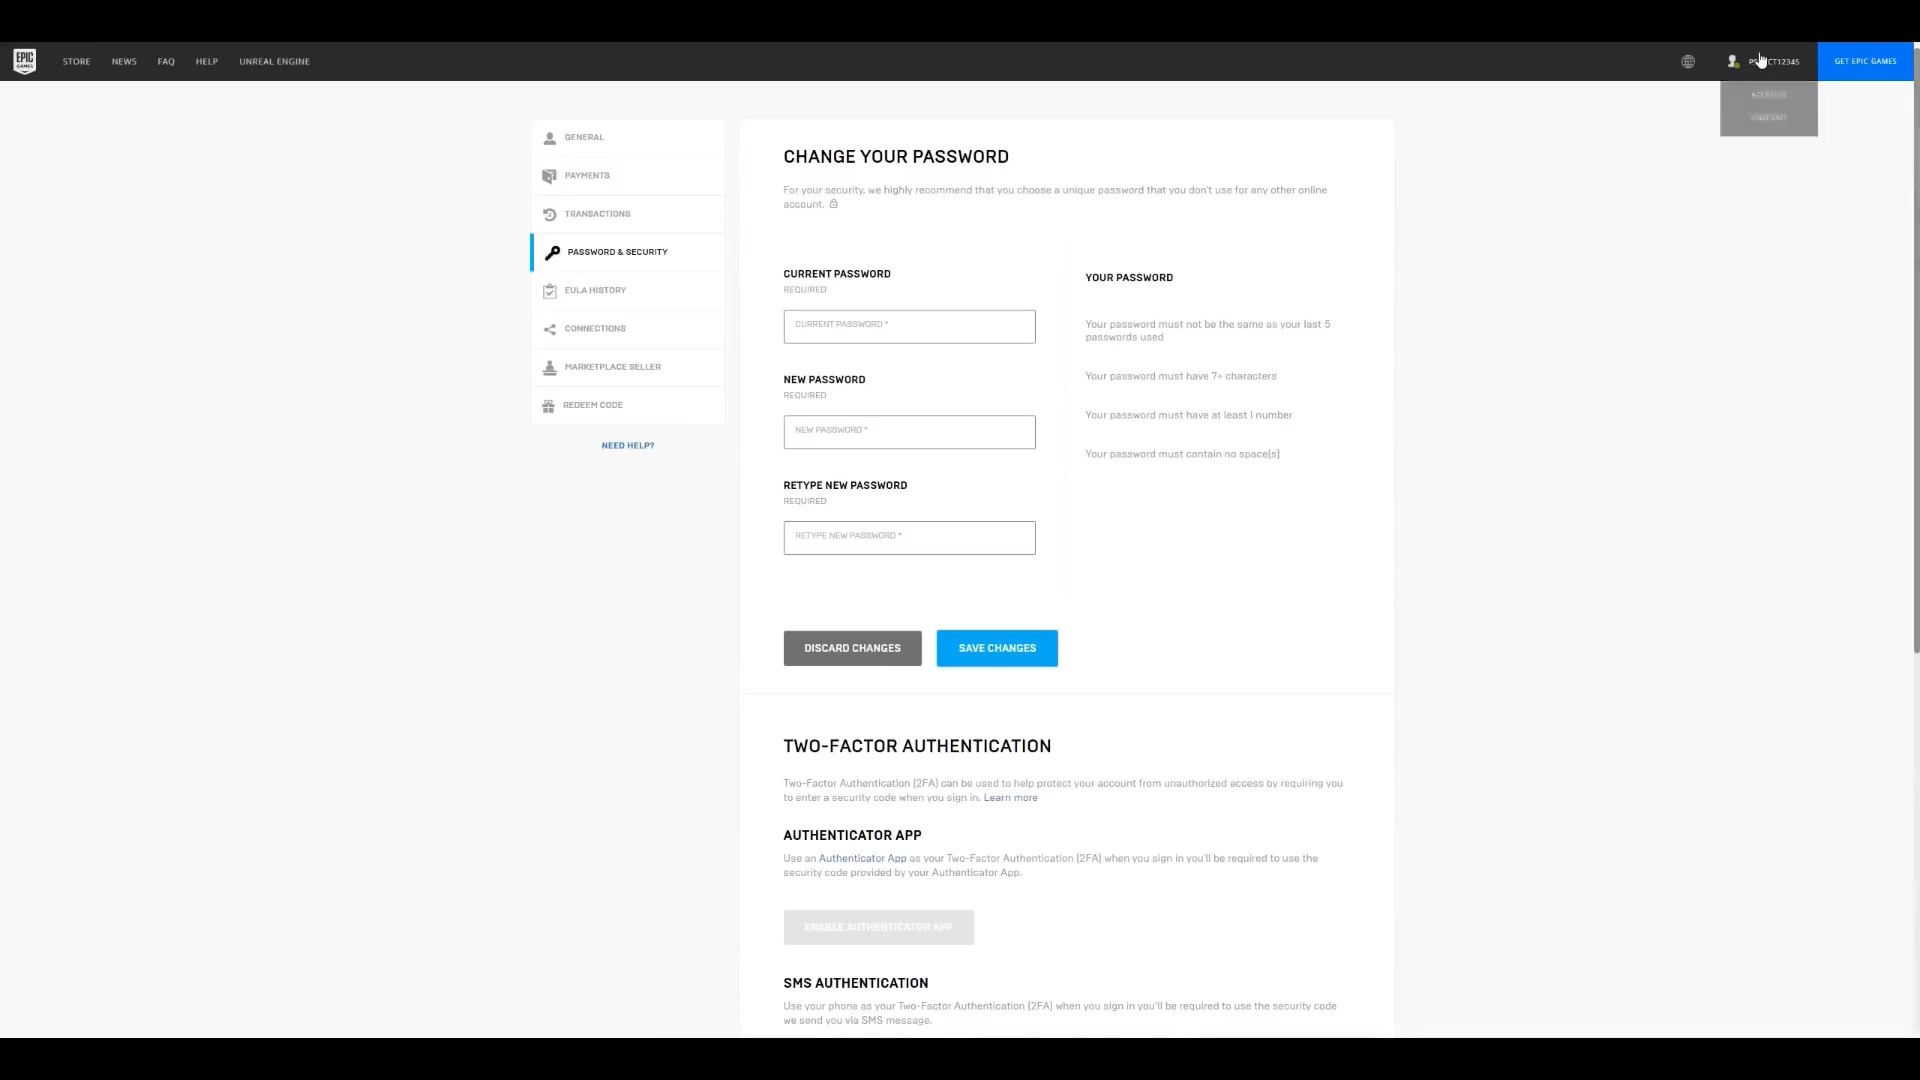 EPIC
GAMES
STORE
NEWS
FAQ
HELP
UNREAL ENGINE
GET EPIC GAMES
GENERAL
PAYMENTS
TRANSACTIONS
PASSWORD & SECURITY
EULA HISTORY
CONNECTIONS
MARKETPLACE SELLER
REDEEM CODE
NEED HELP?
CHANGE YOUR PASSWORD
For your security, we highly recommend that you choose a unique password that you don't use for any other online
account.
CURRENT PASSWORD
REQUIRED
CURRENT PASSWORD *
NEW PASSWORD
REQUIRED
NEW PASSWORD *
RETYPE NEW PASSWORD
REQUIRED
RETYPE NEW PASSWORD *
YOUR PASSWORD
Your password must not be the same as your last 5
passwords used
Your password must have 7+ characters
Your password must have at least 1 number
Your password must contain no space(s)
DISCARD CHANGES
SAVE CHANGES
TWO-FACTOR AUTHENTICATION
Two-Factor Authentication (2FA) can be used to help protect your account from unauthorized access by requiring you
to enter a security code when you sign in. Learn more
AUTHENTICATOR APP
Use an Authenticator App as your Two-Factor Authentication (2FA) when you sign in you'll be required to use the
security code provided by your Authenticator App.
ENABLE AUTHENTICATOR APP
SMS AUTHENTICATION
Use your phone as your Two-Factor Authentication (2FA) when you sign in you'll be required to use the security code
we send you via SMS message.